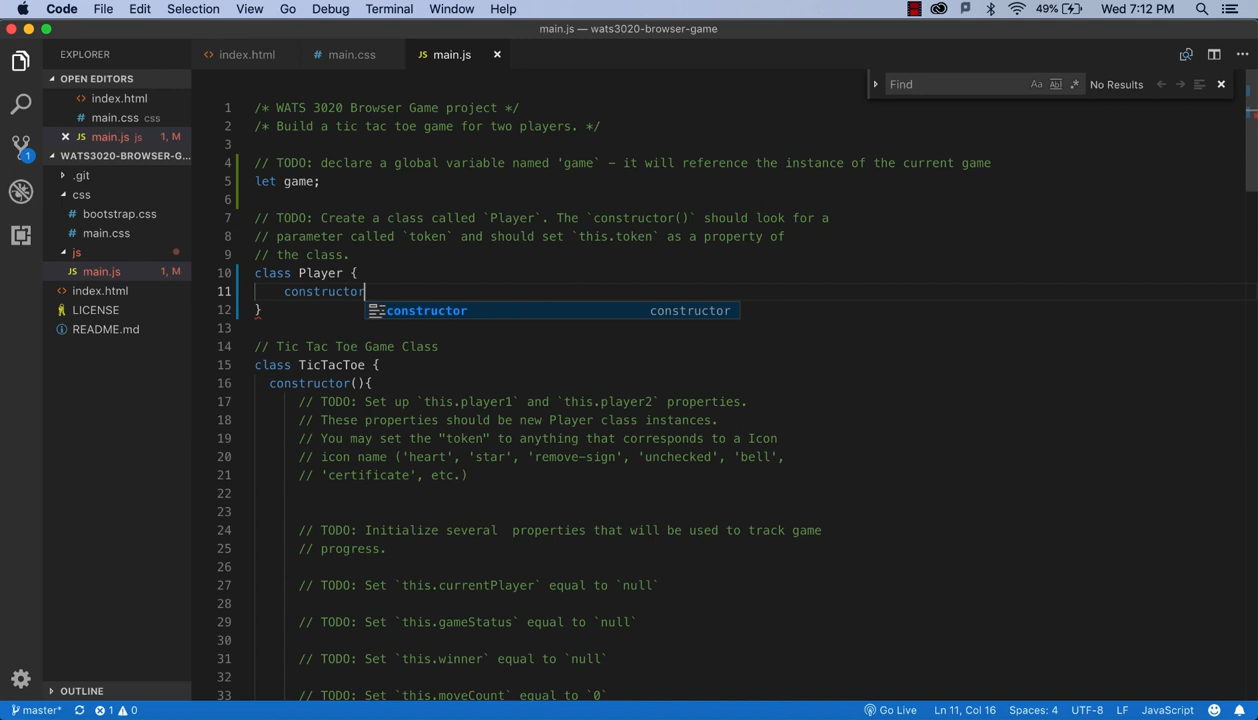 Code File Edit Selection View Go Debug Terminal Window Help 49% Wed 7:12 PM
main.js — wats3020-browser-game
EXPLORER
index.html
# main.css
JS main.js ×
OPEN EDITORS
index.html
# main.css css
× JS main.js js 1, M
WATS3020-BROWSER-G...
.git
css
# bootstrap.css
# main.css
js
JS main.js 1, M
index.html
LICENSE
README.md
OUTLINE
Find Aa Abl .* No Results
1 /* WATS 3020 Browser Game project */
2 /* Build a tic tac toe game for two players. */
3
4 // TODO: declare a global variable named 'game` - it will reference the instance of the current game
5 let game;
6
7 // TODO: Create a class called `Player`. The `constructor()` should look for a
8 // parameter called `token` and should set `this.token` as a property of
9 // the class.
10 class Player {
11 constructor
constructor constructor
12 }
13
14 // Tic Tac Toe Game Class
15 class TicTacToe {
16 constructor(){
17 // TODO: Set up `this.player1` and `this.player2` properties.
18 // These properties should be new Player class instances.
19 // You may set the "token" to anything that corresponds to a Icon
20 // icon name ('heart', 'star', 'remove-sign', 'unchecked', 'bell',
21 // 'certificate', etc.)
22
23
24 // TODO: Initialize several  properties that will be used to track game
25 // progress.
26
27 // TODO: Set `this.currentPlayer` equal to `null`
28
29 // TODO: Set `this.gameStatus` equal to `null`
30
31 // TODO: Set `this.winner` equal to `null`
32
33 // TODO: Set `this.moveCount` equal to `0`
master* 1 0 Go Live Ln 11, Col 16 Spaces: 4 UTF-8 LF JavaScript